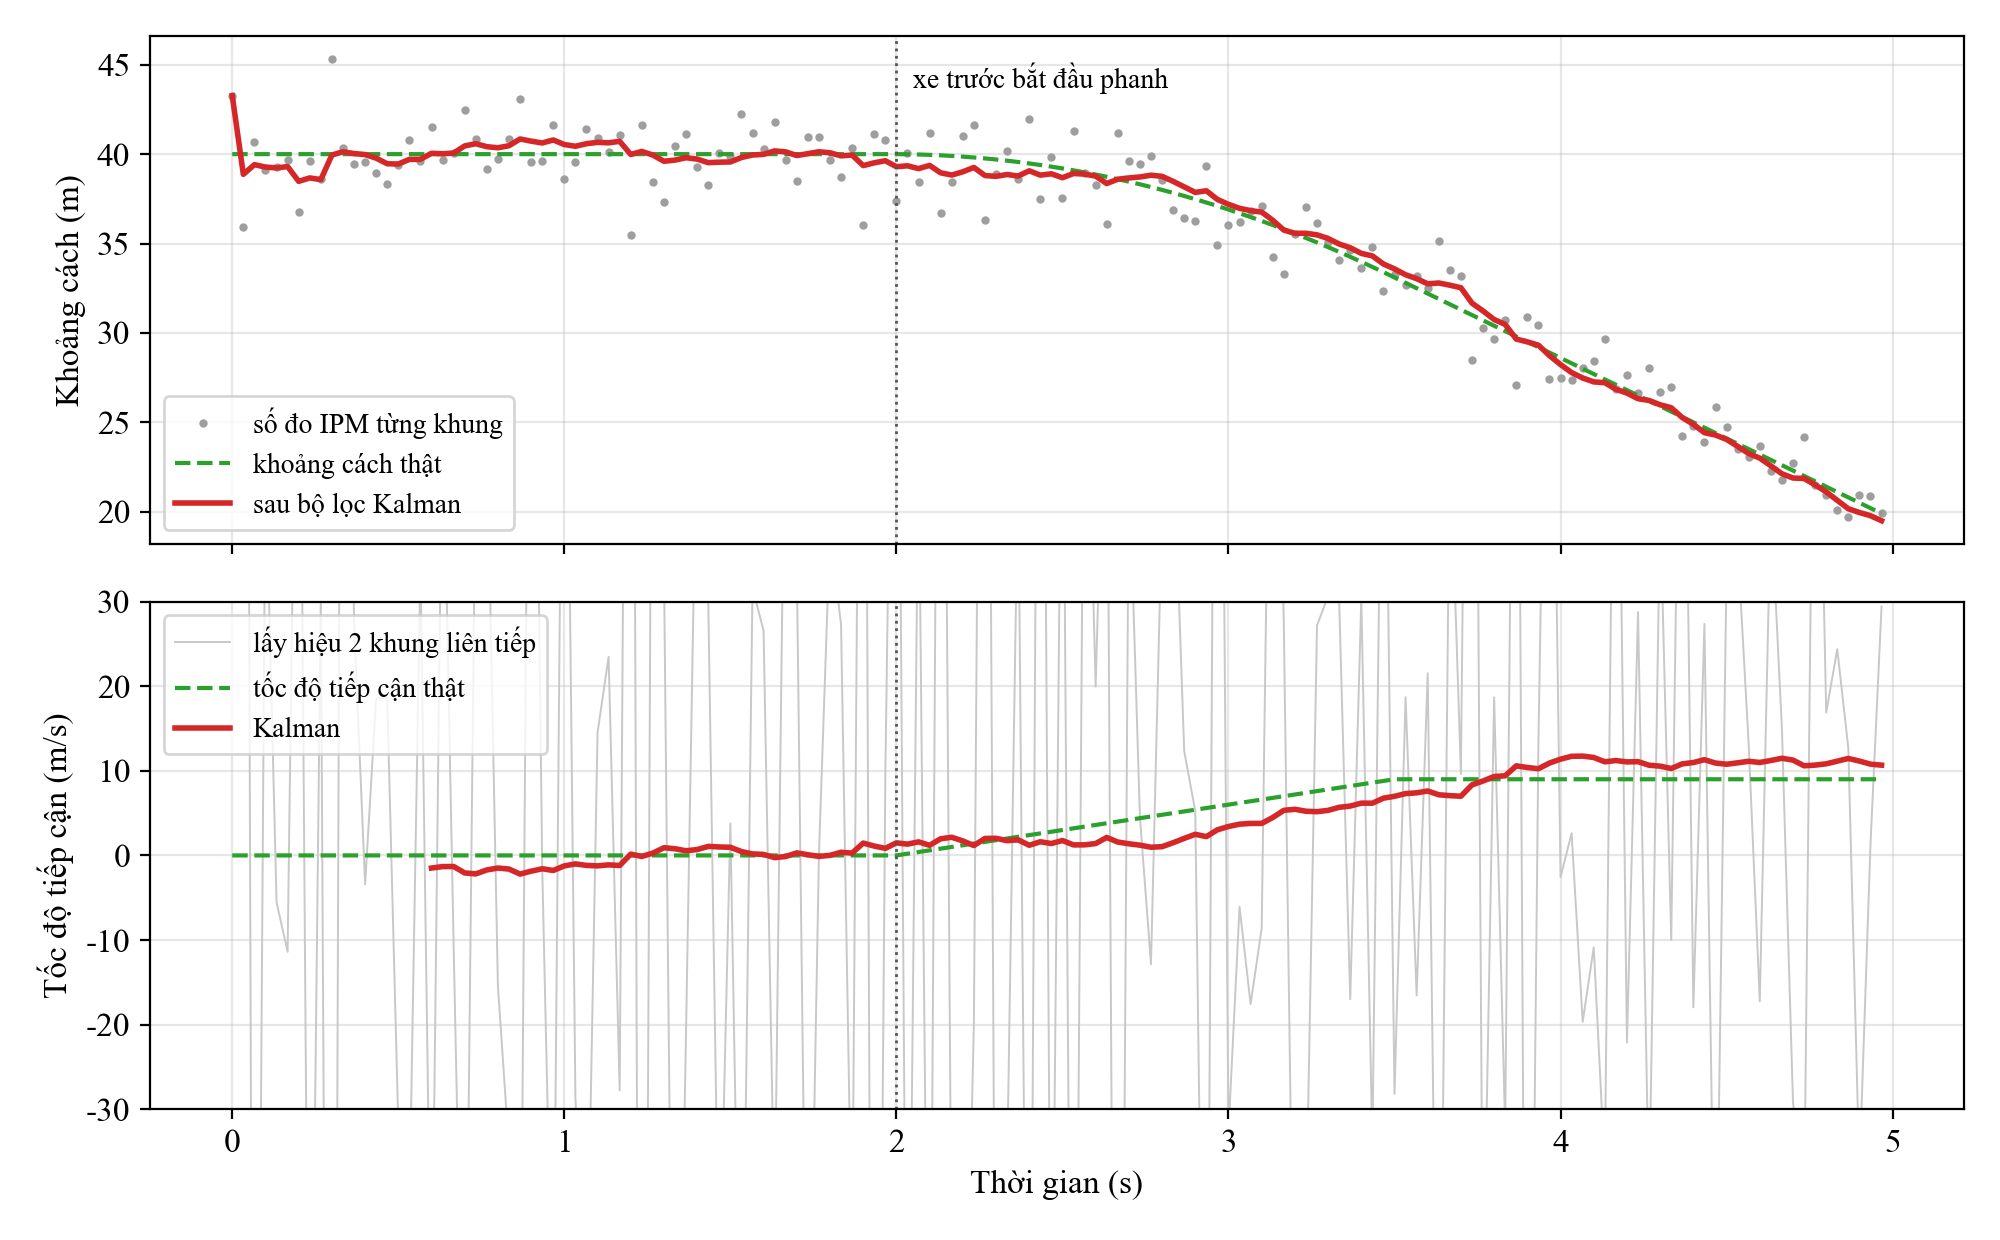 45
40
35
30
25
20
Khoảng cách (m)
xe trước bắt đầu phanh
số đo IPM từng khung
khoảng cách thật
sau bộ lọc Kalman
30
20
10
0
-10
-20
-30
Tốc độ tiếp cận (m/s)
lấy hiệu 2 khung liên tiếp
tốc độ tiếp cận thật
Kalman
0 1 2 3 4 5
Thời gian (s)